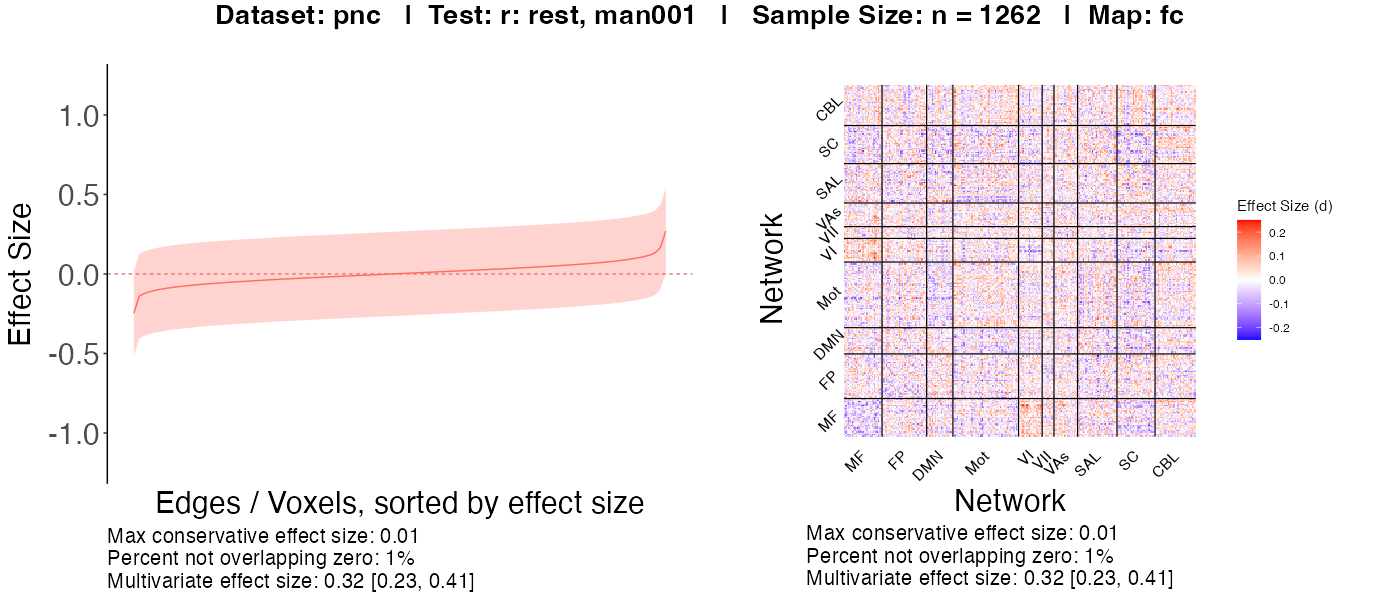 Dataset: pnc | Test: r: rest, man001 | Sample Size: n = 1262 | Map: fc
Effect Size
1.0
0.5
0.0
-0.5
-1.0
Edges / Voxels, sorted by effect size
Max conservative effect size: 0.01
Percent not overlapping zero: 1%
Multivariate effect size: 0.32 [0.23, 0.41]
Network
CBL
SC
SAL
VAs
VII
VI
Mot
DMN
FP
MF
MF
FP
DMN
Mot
VI
VII
VAs
SAL
SC
CBL
Network
Max conservative effect size: 0.01
Percent not overlapping zero: 1%
Multivariate effect size: 0.32 [0.23, 0.41]
Effect Size (d)
0.2
0.1
0.0
-0.1
-0.2